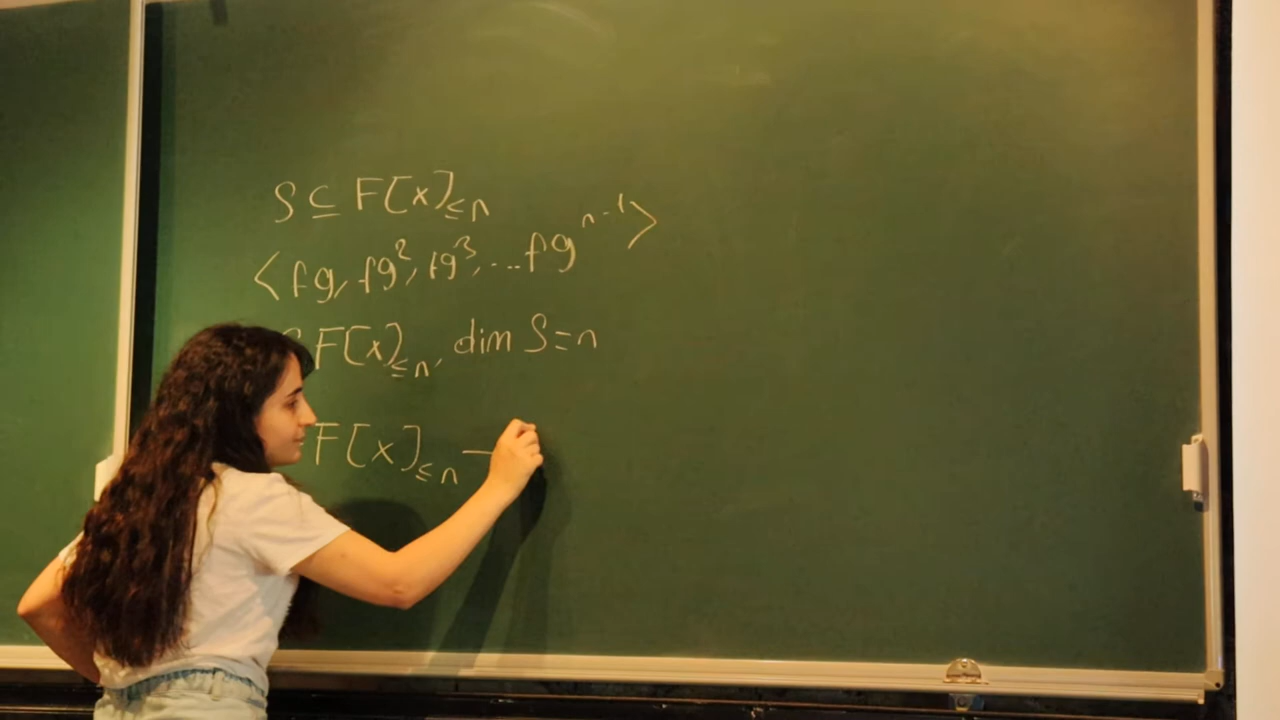 S ⊆ F[x]≤n
⟨fg, fg², fg³, ... fg^{n-1}⟩
F[x]≤n, dim S = n
F[x]≤n —